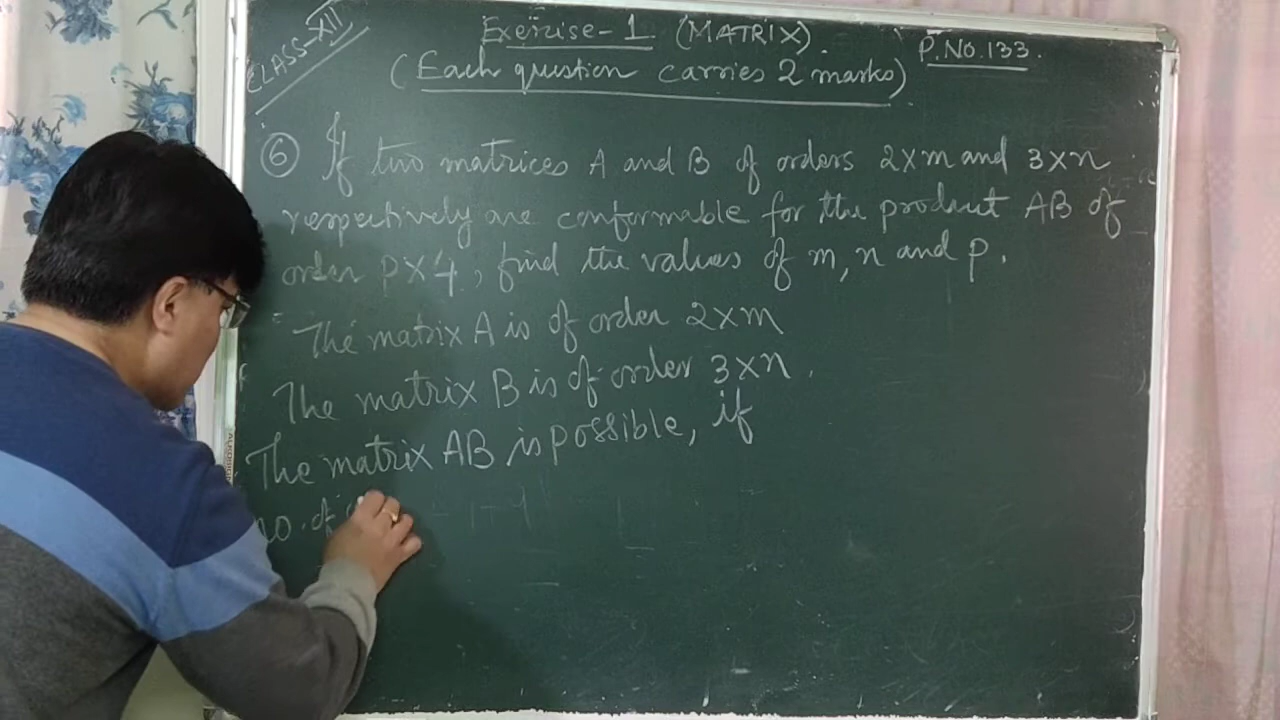 CLASS-XII
Exercise-1. (MATRIX).
P.No.133.
(Each question carries 2 marks)
⑥ If two matrices A and B of orders 2×m and 3×n
respectively are conformable for the product AB of
order P×4, find the values of m, n and p.
The matrix A is of order 2×m
The matrix B is of order 3×n.
The matrix AB is possible, if
no. of